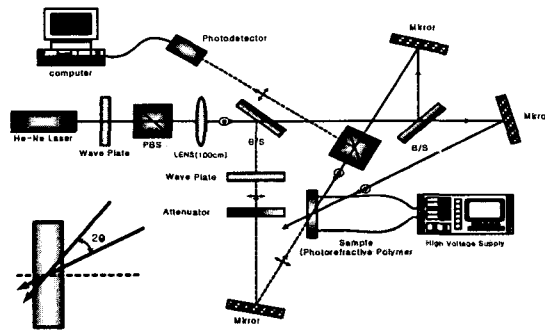 Mirror
Photodetector
computer
Mirror
He-Ne Laser
Wave Plate
PBS
LENS(100cm)
B/S
B/S
Wave Plate
Attenuator
Sample
(Photorefractive Polymer
High Voltage Supply
2θ
Mirror